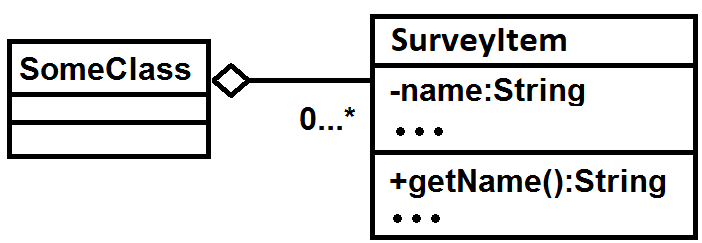 SomeClass
0...*
SurveyItem
-name:String
•••
+getName():String
•••